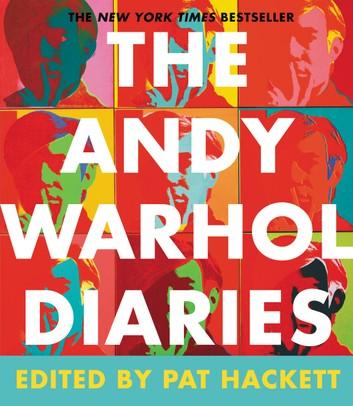 THE NEW YORK TIMES BESTSELLER
THE
ANDY
WARHOL
DIARIES
EDITED BY PAT HACKETT